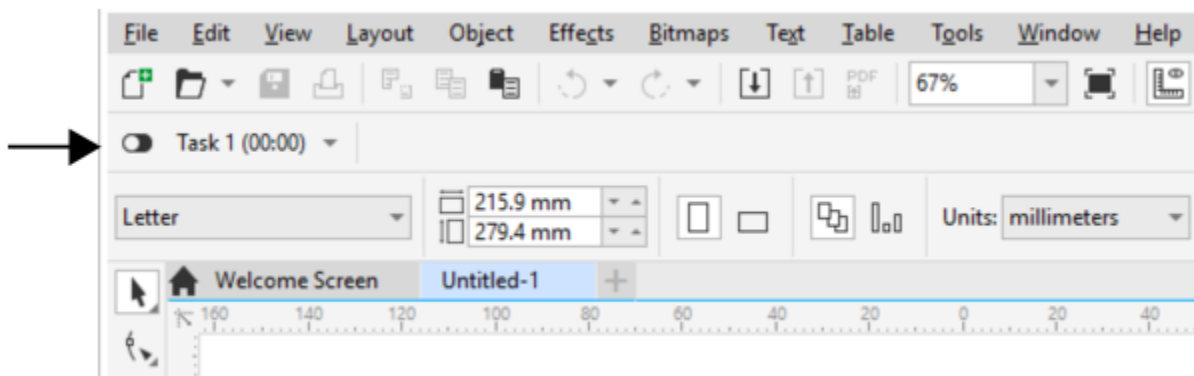 File Edit View Layout Object Effects Bitmaps Text Table Tools Window Help
PDF 67%
Task 1 (00:00)
Letter 215.9 mm Units: millimeters
279.4 mm
Welcome Screen Untitled-1
160 140 120 100 80 60 40 20 0 20 40